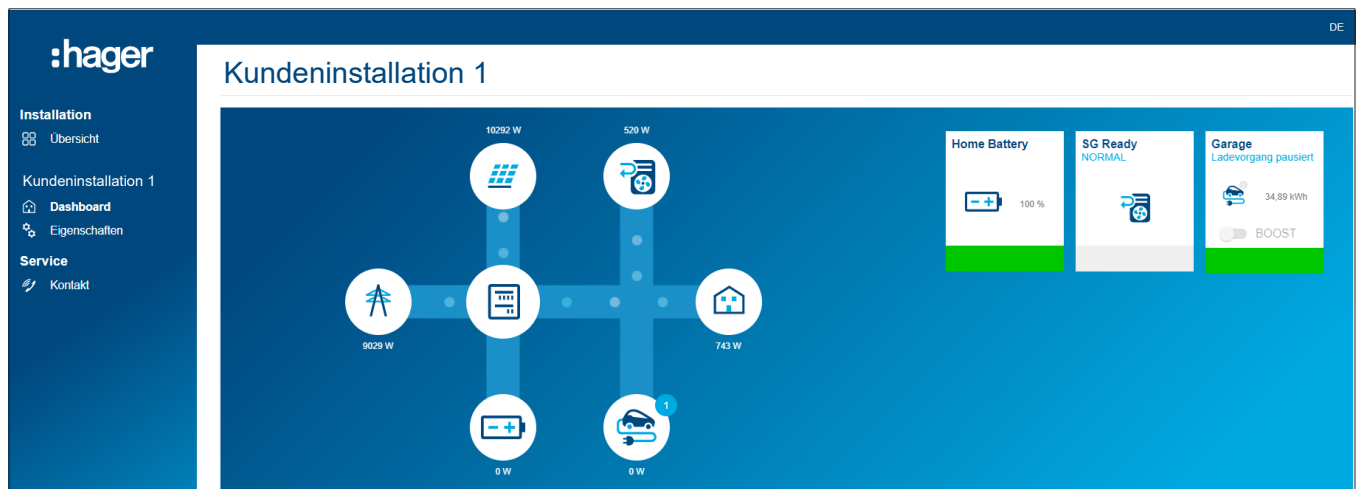 DE
:hager
Kundeninstallation 1
Installation
Übersicht
Kundeninstallation 1
Dashboard
Eigenschaften
Service
Kontakt
10292 W
520 W
9029 W
743 W
0 W
0 W
1
Home Battery
100 %
SG Ready
NORMAL
Garage
Ladevorgang pausiert
34,89 kWh
BOOST